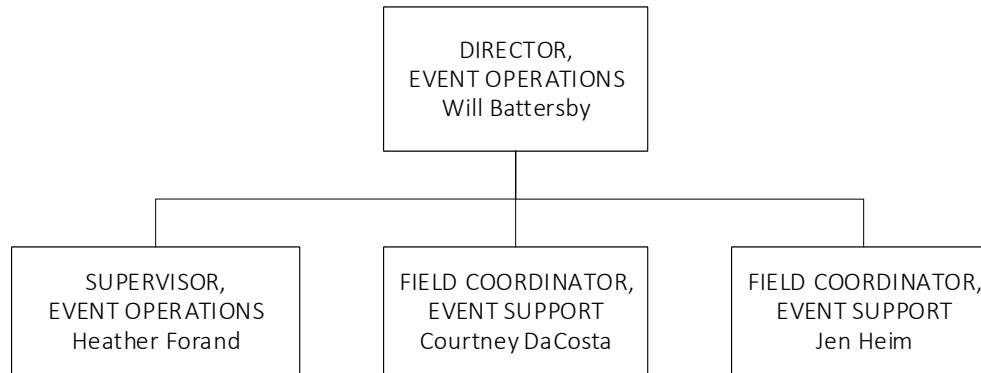 DIRECTOR,
EVENT OPERATIONS
Will Battersby
SUPERVISOR,
EVENT OPERATIONS
Heather Forand
FIELD COORDINATOR,
EVENT SUPPORT
Courtney DaCosta
FIELD COORDINATOR,
EVENT SUPPORT
Jen Heim